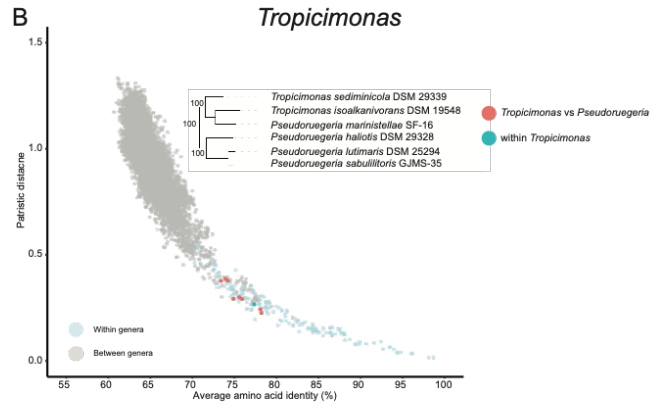 B
Tropicimonas
1.5
1.0
0.5
0.0
Patristic distacne
100
100
100
Tropicimonas sediminicola DSM 29339
Tropicimonas isoalkanivorans DSM 19548
Pseudoruegeria marinistellae SF-16
Pseudoruegeria haliotis DSM 29328
Pseudoruegeria lutimaris DSM 25294
Pseudoruegeria sabulilitoris GJMS-35
Tropicimonas vs Pseudoruegeria
within Tropicimonas
Within genera
Between genera
55 60 65 70 75 80 85 90 95 100
Average amino acid identity (%)